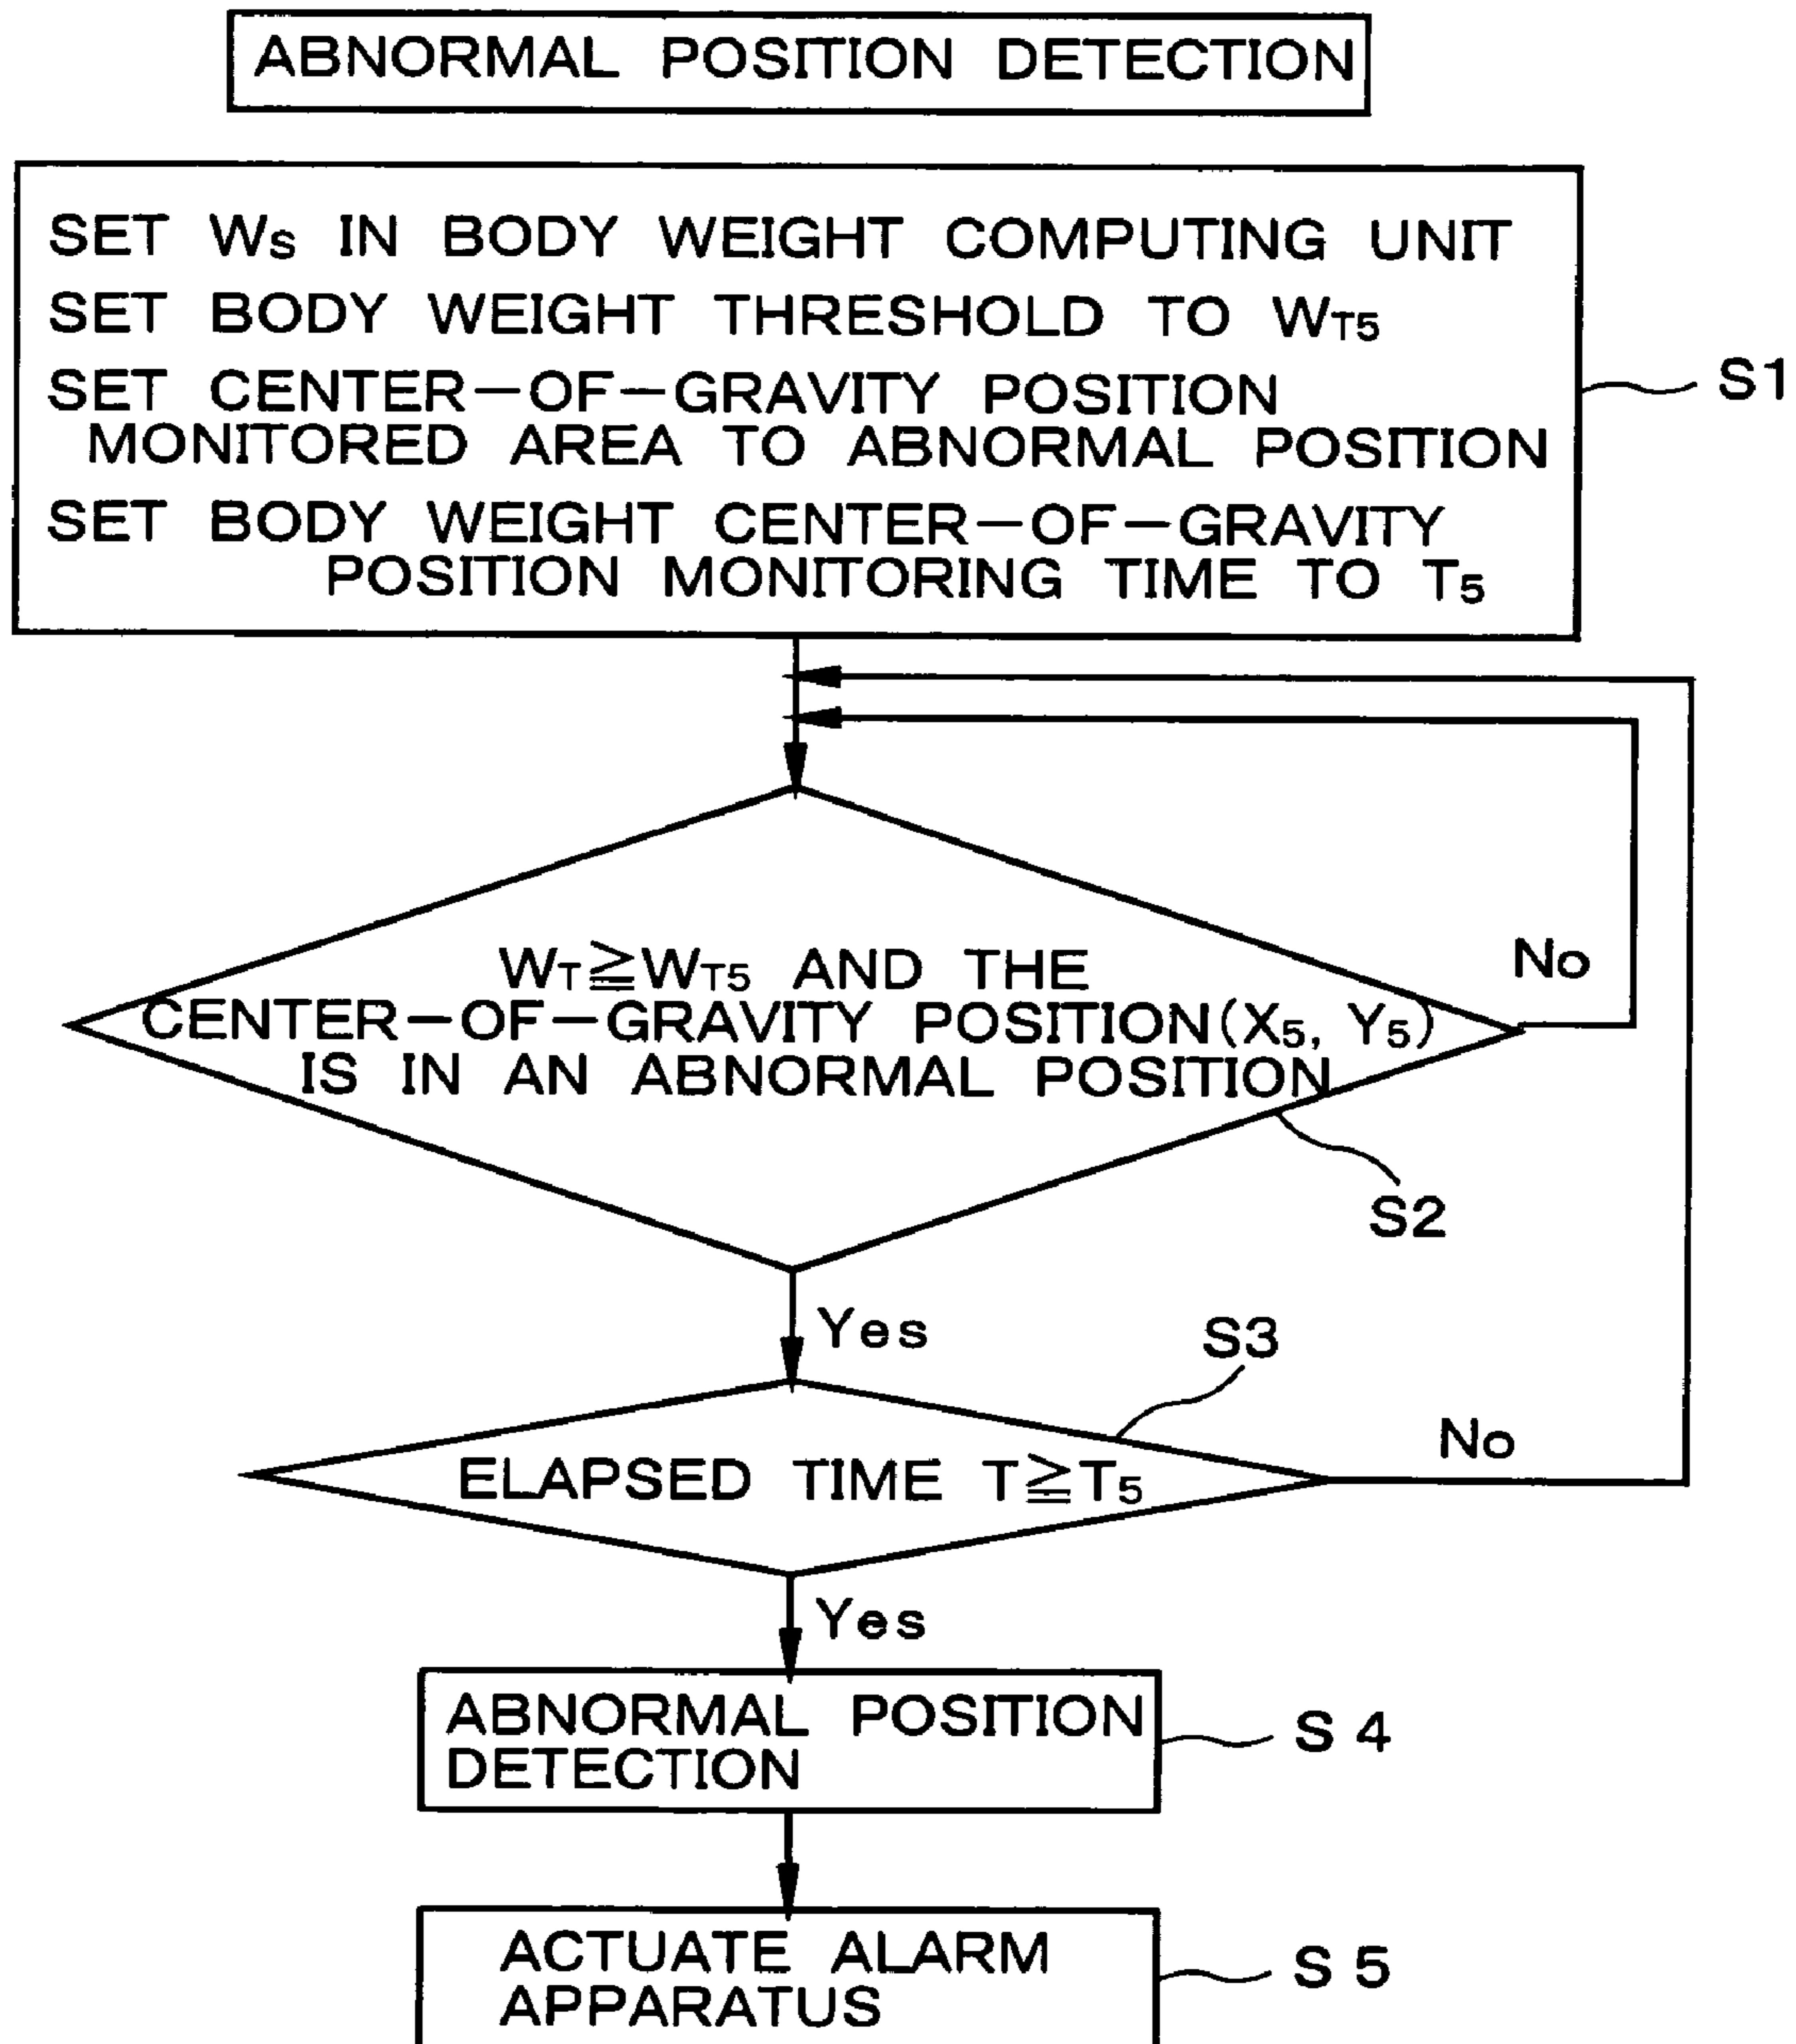 ABNORMAL POSITION DETECTION
SET Ws IN BODY WEIGHT COMPUTING UNIT
SET BODY WEIGHT THRESHOLD TO WT5
SET CENTER-OF-GRAVITY POSITION
MONITORED AREA TO ABNORMAL POSITION
SET BODY WEIGHT CENTER-OF-GRAVITY
POSITION MONITORING TIME TO T5
S1
WT≧WT5 AND THE
CENTER-OF-GRAVITY POSITION(X5, Y5)
IS IN AN ABNORMAL POSITION
No
S2
Yes
S3
ELAPSED TIME T≧T5
No
Yes
ABNORMAL POSITION
DETECTION
S 4
ACTUATE ALARM
APPARATUS
S 5